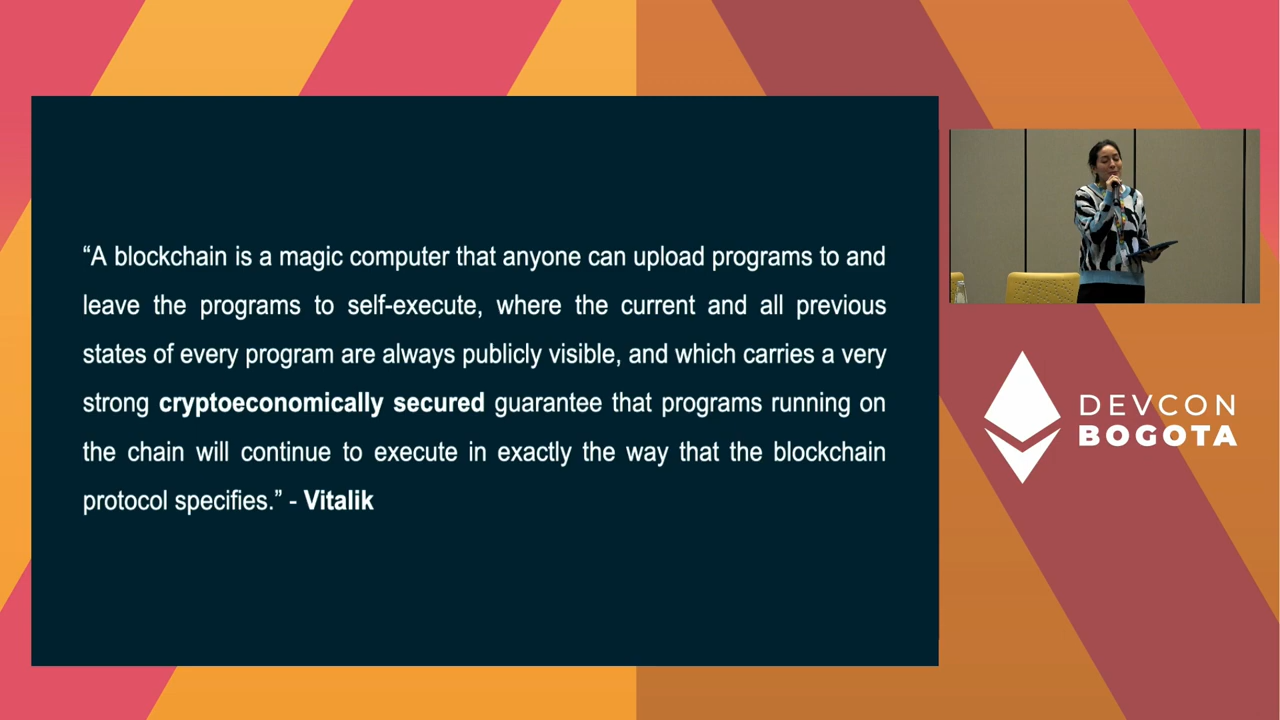 “A blockchain is a magic computer that anyone can upload programs to and
leave the programs to self-execute, where the current and all previous
states of every program are always publicly visible, and which carries a very
strong cryptoeconomically secured guarantee that programs running on
the chain will continue to execute in exactly the way that the blockchain
protocol specifies.” - Vitalik
DEVCON
BOGOTA